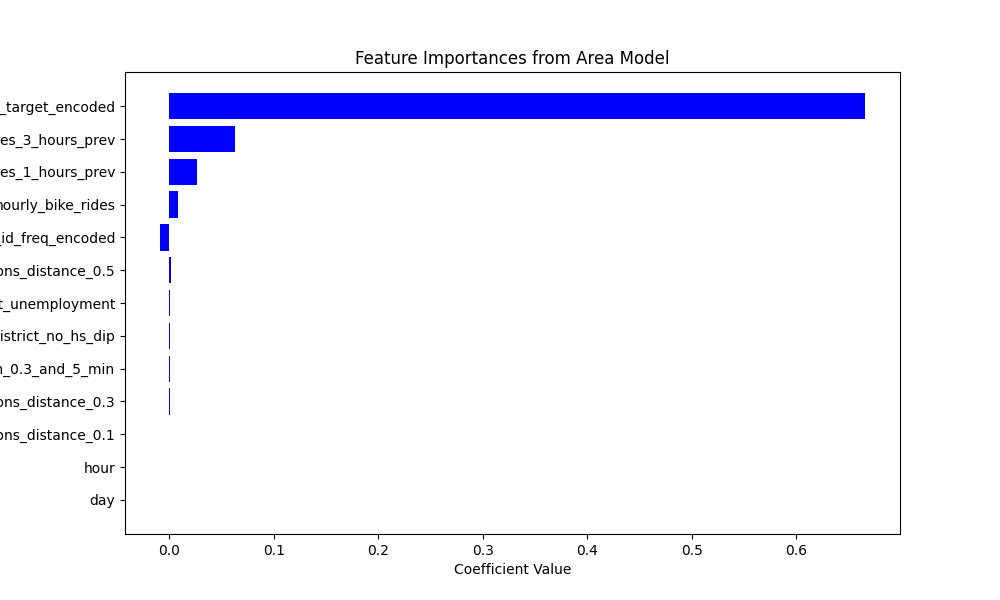 Feature Importances from Area Model
_target_encoded
es_3_hours_prev
es_1_hours_prev
hourly_bike_rides
id_freq_encoded
ons_distance_0.5
t_unemployment
istrict_no_hs_dip
n_0.3_and_5_min
ons_distance_0.3
ons_distance_0.1
hour
day
0.0 0.1 0.2 0.3 0.4 0.5 0.6
Coefficient Value